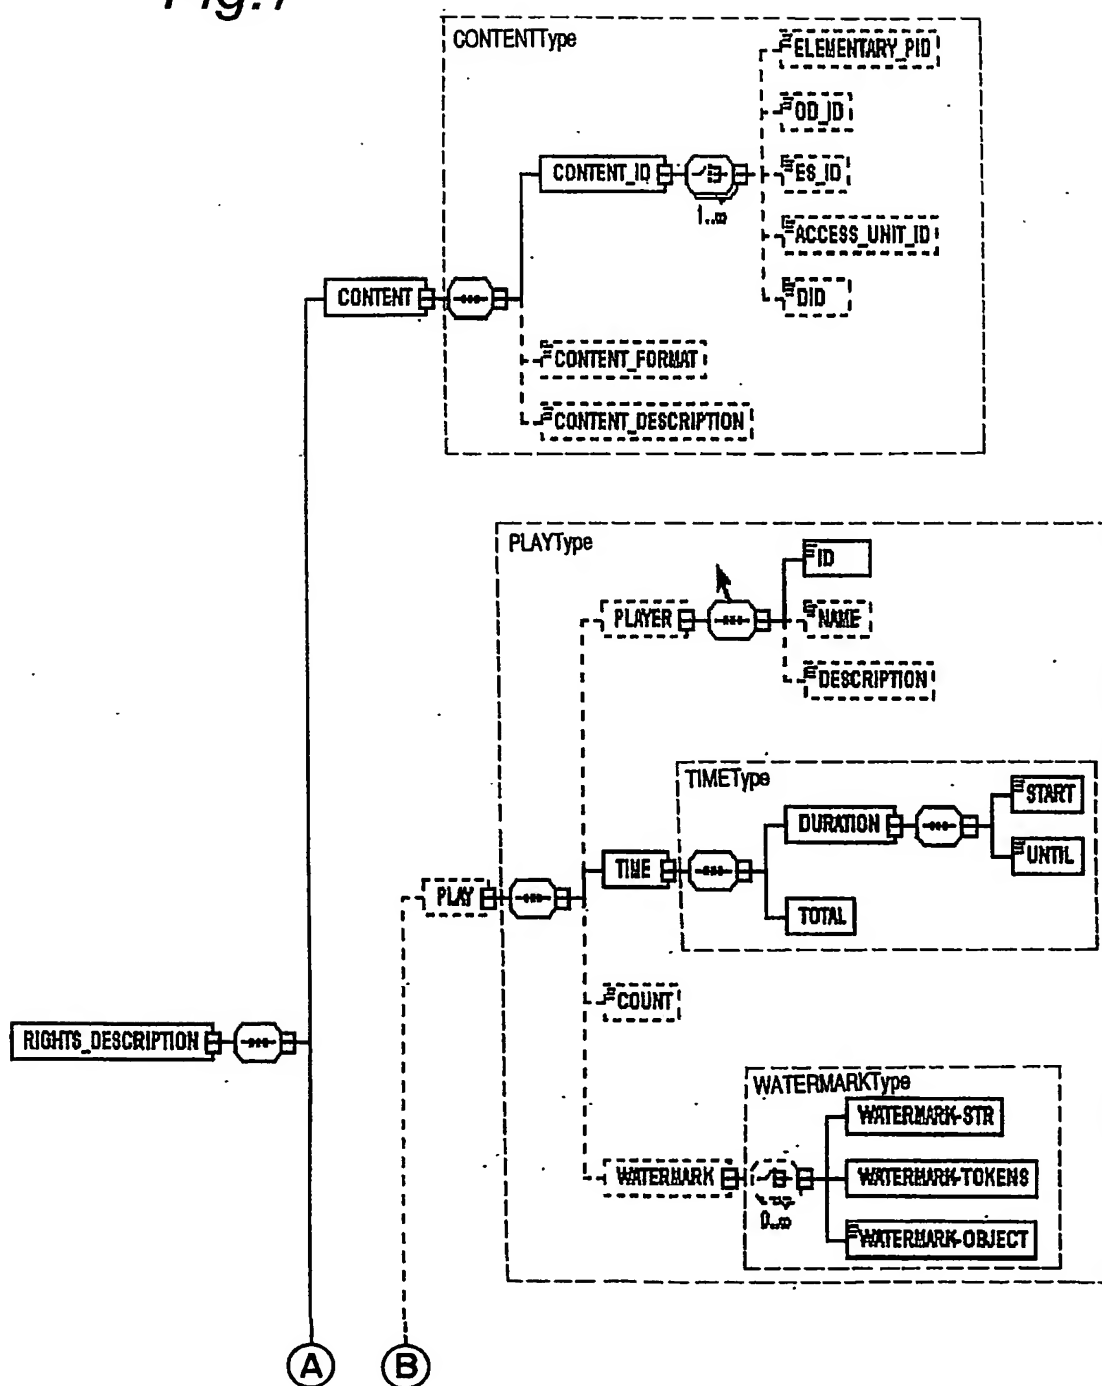 CONTENTType
ELEMENTARY_PID
OD_ID
CONTENT_ID
ES_ID
1..∞
ACCESS_UNIT_ID
DID
CONTENT
CONTENT_FORMAT
CONTENT_DESCRIPTION
PLAYType
ID
PLAYER
NAME
DESCRIPTION
TIMEType
START
DURATION
UNTIL
TIME
PLAY
TOTAL
COUNT
RIGHTS_DESCRIPTION
WATERMARKType
WATERMARK-STR
WATERMARK
WATERMARK-TOKENS
0..∞
WATERMARK-OBJECT
A
B